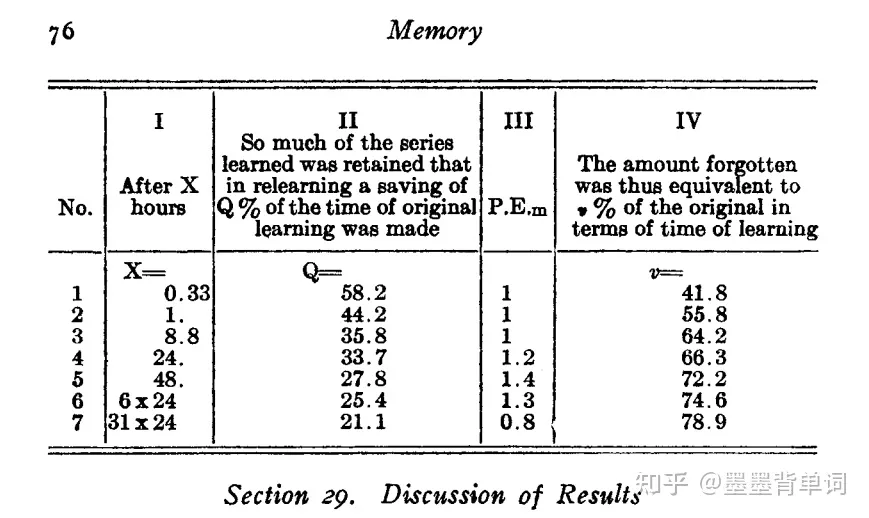 76 Memory
I II III IV
So much of the series
learned was retained that The amount forgotten
After X in relearning a saving of was thus equivalent to
No. hours Q % of the time of original P.E.m v % of the original in
learning was made terms of time of learning
X= Q= v=
1 0.33 58.2 1 41.8
2 1. 44.2 1 55.8
3 8.8 35.8 1 64.2
4 24. 33.7 1.2 66.3
5 48. 27.8 1.4 72.2
6 6 x 24 25.4 1.3 74.6
7 31 x 24 21.1 0.8 78.9
Section 29. Discussion of Results
知乎 @墨墨背单词